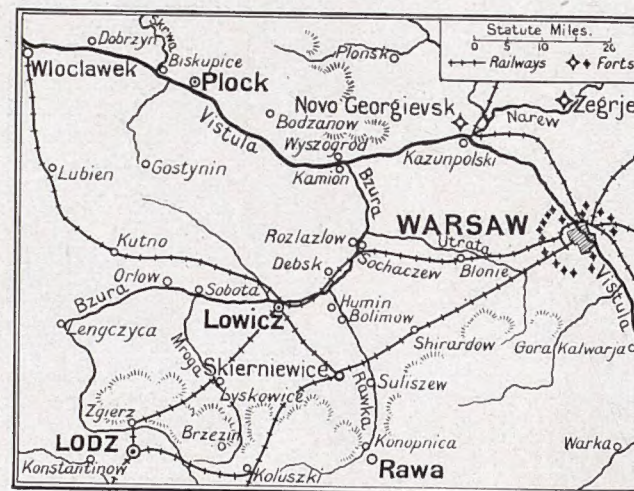 Statute Miles.
0 5 10 20
Railways Forts
Dobrzyn
Skrwa
Plonsk
Biskupice
Wloclawek
Plock
Novo Georgievsk
Zegrje
Narew
Bodzanow
Vistula
Wyszogrod
Kazunpolski
Lubien
Gostynin
Kamion
Bzura
WARSAW
Kutno
Rozlazlow
Utrata
Sochaczew
Blonie
Debsk
Orlow
Sobota
Vistula
Bzura
Humin
Lowicz
Bolimow
Lengczyca
Shirardow
Gora Kalwarja
Mroga
Skierniewice
Lyskowice
Suliszew
Rawka
Zgierz
Brzezin
LODZ
Konopnica
Warka
Konstantinow
Koluszki
Rawa